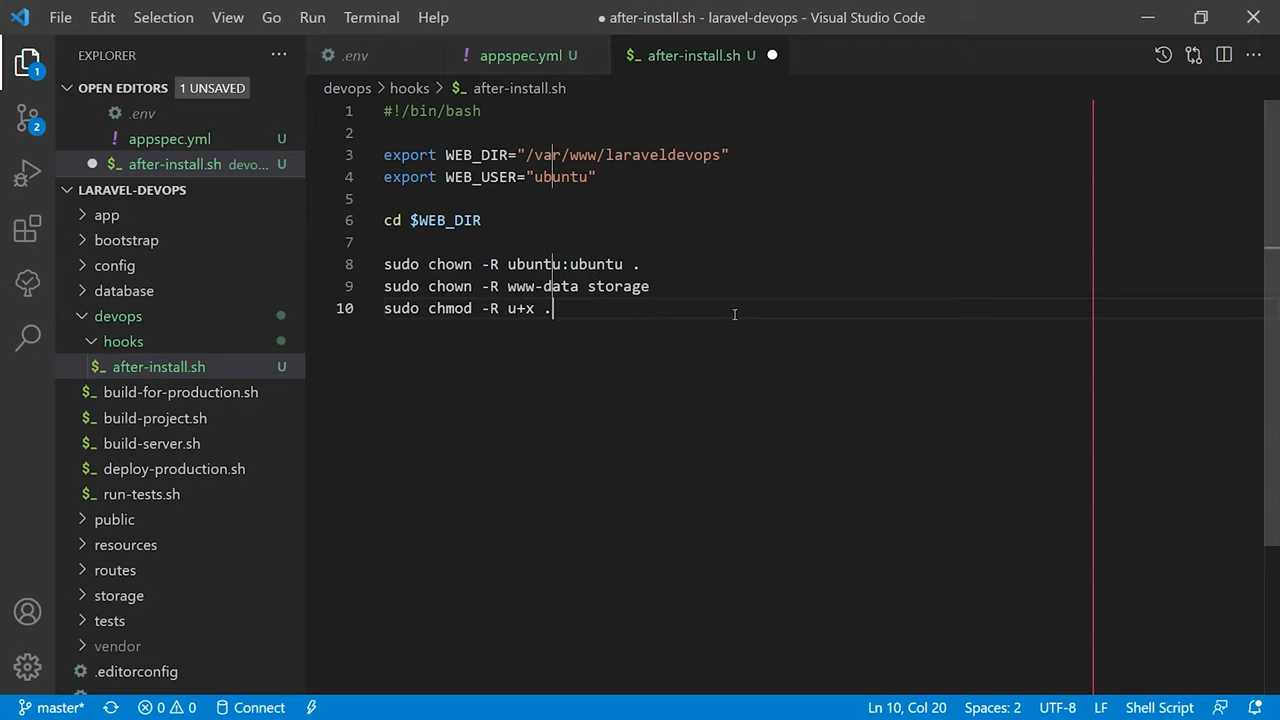 File Edit Selection View Go Run Terminal Help
● after-install.sh - laravel-devops - Visual Studio Code
EXPLORER
.env
! appspec.yml U
$_ after-install.sh U
devops > hooks > $_ after-install.sh
OPEN EDITORS 1 UNSAVED
.env
! appspec.yml U
$_ after-install.sh devo... U
LARAVEL-DEVOPS
app
bootstrap
config
database
devops
hooks
$_ after-install.sh U
$_ build-for-production.sh
$_ build-project.sh
$_ build-server.sh
$_ deploy-production.sh
$_ run-tests.sh
public
resources
routes
storage
tests
vendor
.editorconfig
1
2
1 #!/bin/bash
2
3 export WEB_DIR="/var/www/laraveldevops"
4 export WEB_USER="ubuntu"
5
6 cd $WEB_DIR
7
8 sudo chown -R ubuntu:ubuntu .
9 sudo chown -R www-data storage
10 sudo chmod -R u+x .
master* 0 0 Connect
Ln 10, Col 20 Spaces: 2 UTF-8 LF Shell Script